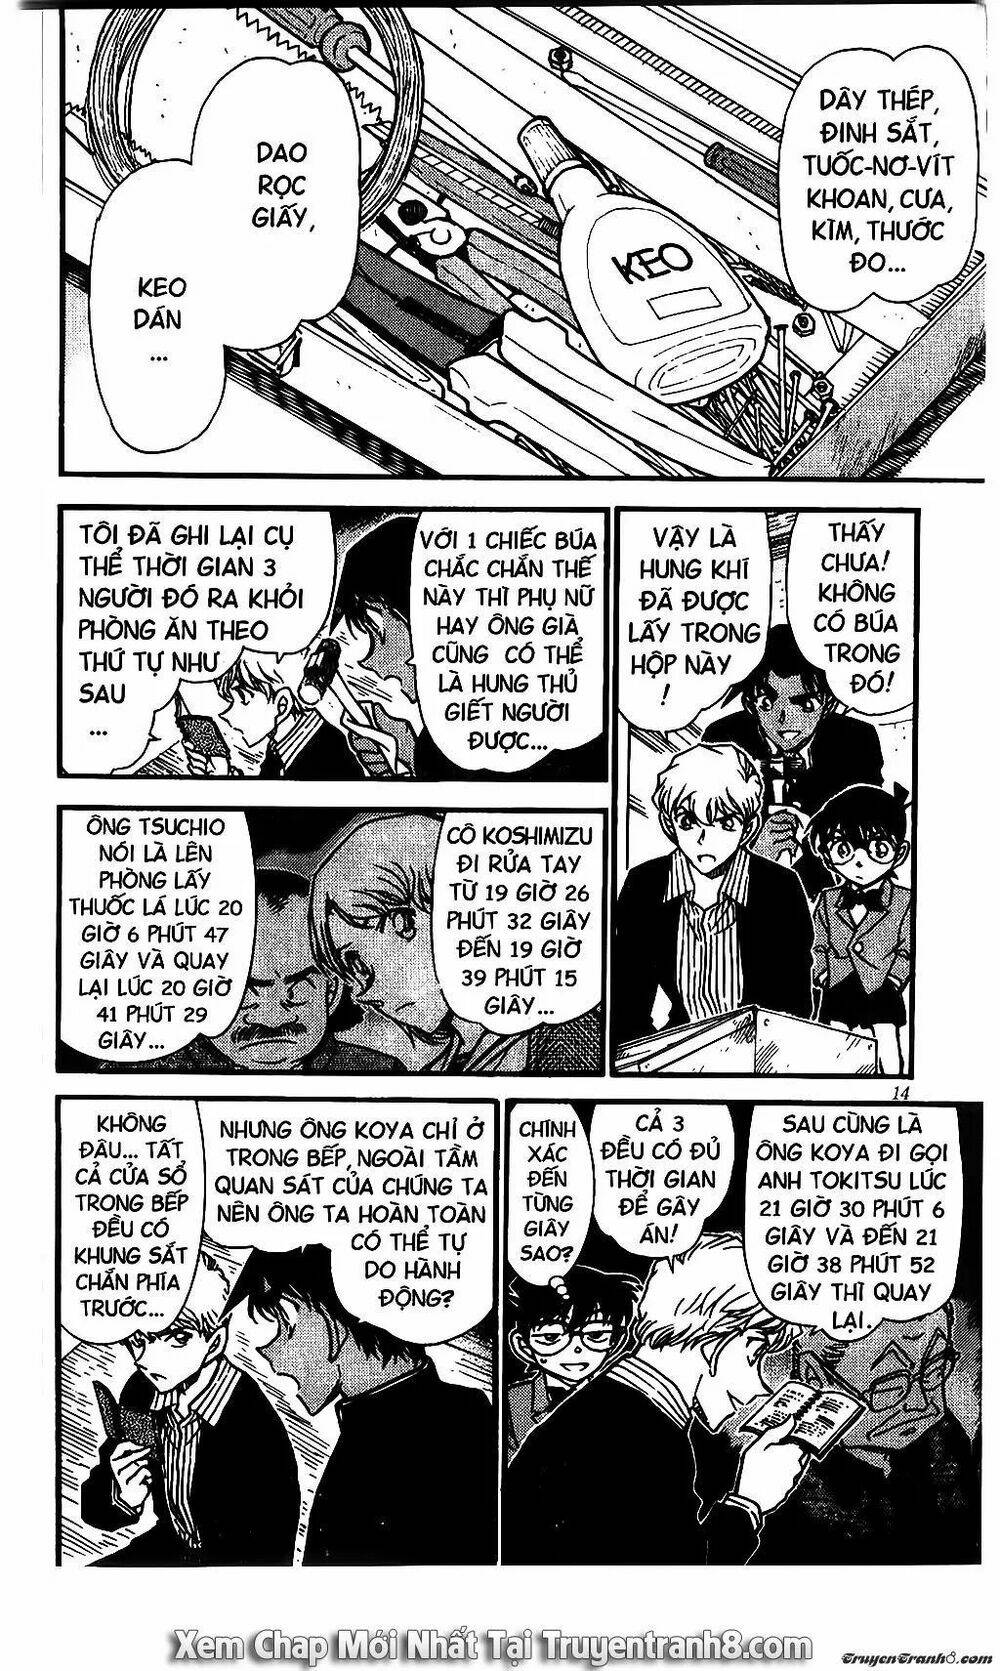 DÂY THÉP,
ĐINH SẮT,
TUỐC-NƠ-VÍT
KHOAN, CƯA,
KÌM, THƯỚC
ĐO...
KEO
DAO
RỌC
GIẤY,
KEO
DÁN
...
THẤY
CHƯA!
KHÔNG
CÓ BÚA
TRONG
ĐÓ!
VẬY LÀ
HUNG KHÍ
ĐÃ ĐƯỢC
LẤY TRONG
HỘP NÀY
!
VỚI 1 CHIẾC BÚA
CHẮC CHẮN THẾ
NÀY THÌ PHỤ NỮ
HAY ÔNG GIÀ
CŨNG CÓ THỂ
LÀ HUNG THỦ
GIẾT NGƯỜI
ĐƯỢC...
TÔI ĐÃ GHI LẠI CỤ
THỂ THỜI GIAN 3
NGƯỜI ĐÓ RA KHỎI
PHÒNG ĂN THEO
THỨ TỰ NHƯ
SAU
...
CÔ KOSHIMIZU
ĐI RỬA TAY
TỪ 19 GIỜ 26
PHÚT 32 GIÂY
ĐẾN 19 GIỜ
39 PHÚT 15
GIÂY...
ÔNG TSUCHIO
NÓI LÀ LÊN
PHÒNG LẤY
THUỐC LÁ LÚC 20
GIỜ 6 PHÚT 47
GIÂY VÀ QUAY
LẠI LÚC 20 GIỜ
41 PHÚT 29
GIÂY...
14
SAU CÙNG LÀ
ÔNG KOYA ĐI GỌI
ANH TOKITSU LÚC
21 GIỜ 30 PHÚT 6
GIÂY VÀ ĐẾN 21
GIỜ 38 PHÚT 52
GIÂY THÌ QUAY
LẠI.
CẢ 3
ĐỀU CÓ ĐỦ
THỜI GIAN
ĐỂ GÂY
ÁN!
CHÍNH
XÁC
ĐẾN
TỪNG
GIÂY
SAO?
NHƯNG ÔNG KOYA CHỈ Ở
TRONG BẾP, NGOÀI TẦM
QUAN SÁT CỦA CHÚNG TA
NÊN ÔNG TA HOÀN TOÀN
CÓ THỂ TỰ
DO HÀNH
ĐỘNG?
KHÔNG
ĐÂU... TẤT
CẢ CỬA SỔ
TRONG BẾP
ĐỀU CÓ
KHUNG SẮT
CHẮN PHÍA
TRƯỚC...
Xem Chap Mới Nhất Tại Truyentranh8.com
TruyenTranh8.com